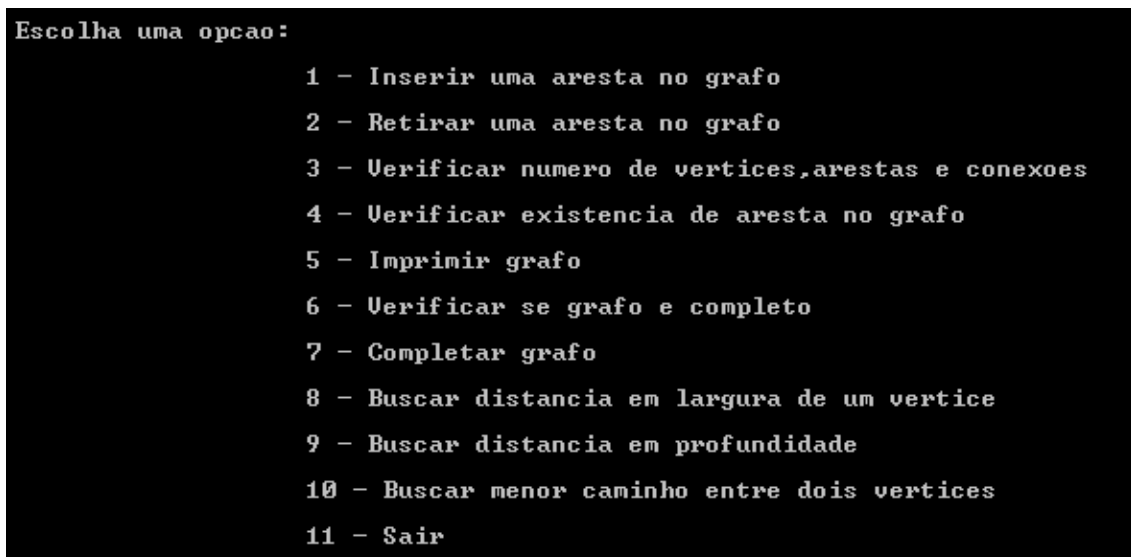 Escolha uma opcao:
1 - Inserir uma aresta no grafo
2 - Retirar uma aresta no grafo
3 - Verificar numero de vertices,arestas e conexoes
4 - Verificar existencia de aresta no grafo
5 - Imprimir grafo
6 - Verificar se grafo e completo
7 - Completar grafo
8 - Buscar distancia em largura de um vertice
9 - Buscar distancia em profundidade
10 - Buscar menor caminho entre dois vertices
11 - Sair